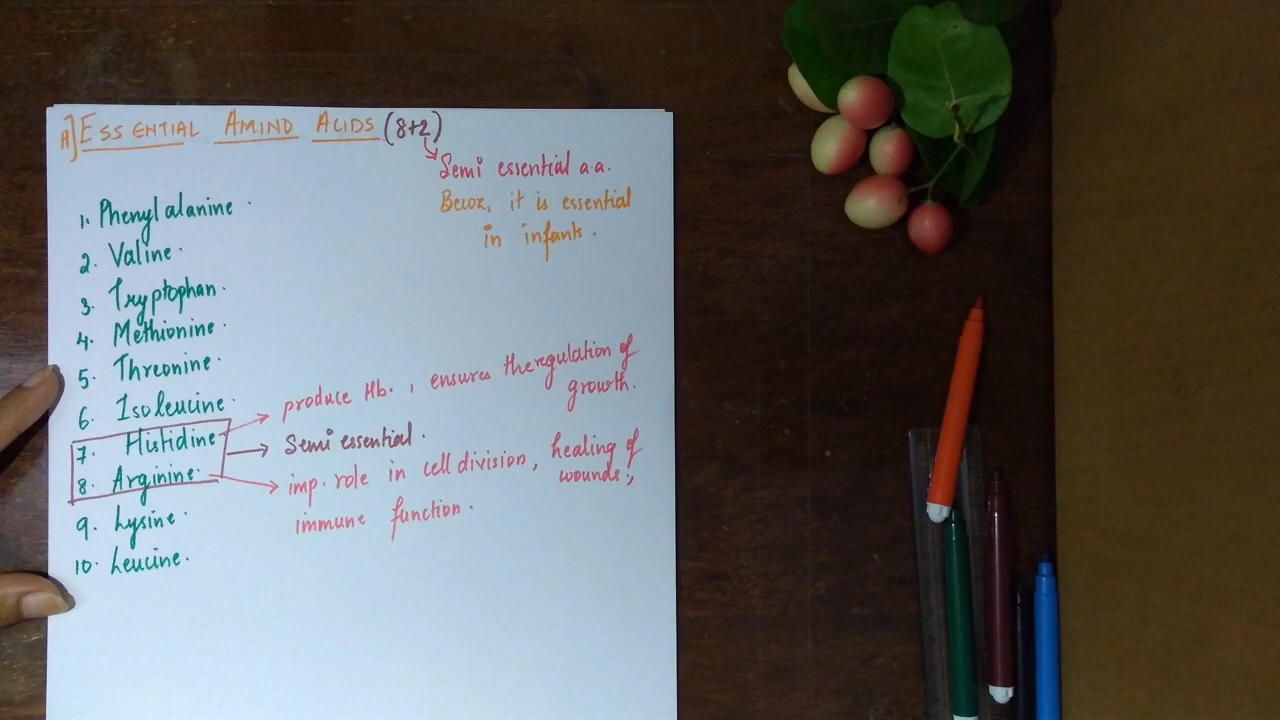 A] ESSENTIAL AMINO ACIDS (8+2)
Semi essential a.a.
Becoz, it is essential
in infants.
1. Phenylalanine.
2. Valine.
3. Tryptophan.
4. Methionine.
5. Threonine.
6. Isoleucine.
produce Hb., ensures the regulation of
growth.
7. Histidine
Semi essential.
8. Arginine.
imp. role in cell division, healing of
wounds;
immune function.
9. Lysine.
10. Leucine.